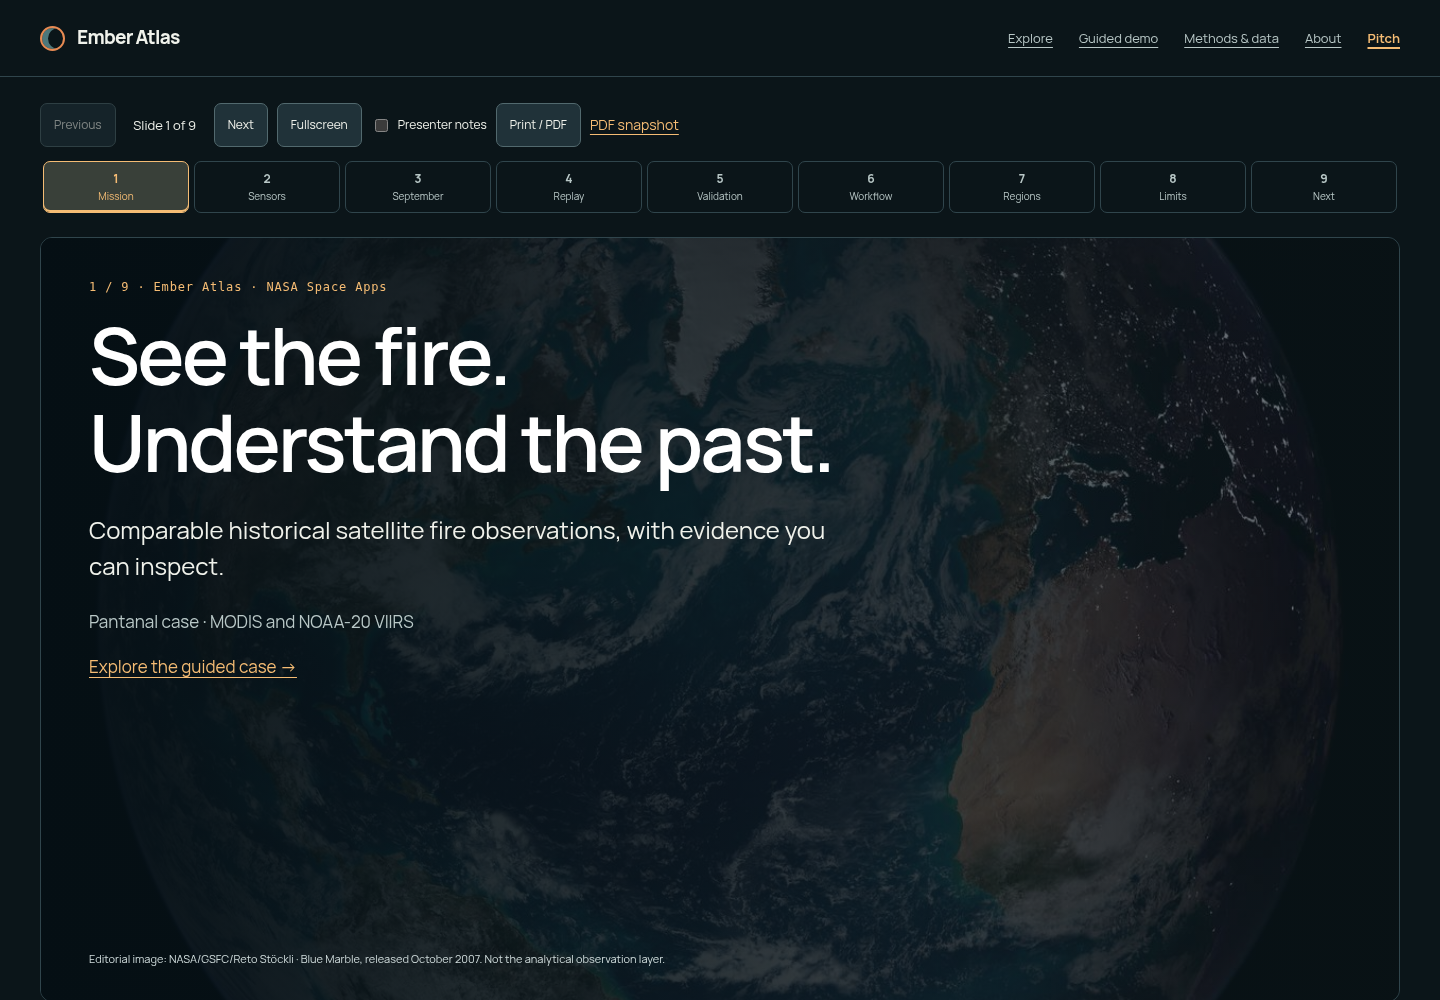 Ember Atlas
Explore Guided demo Methods & data About Pitch
Previous Slide 1 of 9 Next Fullscreen Presenter notes Print / PDF PDF snapshot
1 2 3 4 5 6 7 8 9
Mission Sensors September Replay Validation Workflow Regions Limits Next
1 / 9 · Ember Atlas · NASA Space Apps
See the fire.
Understand the past.
Comparable historical satellite fire observations, with evidence you
can inspect.
Pantanal case · MODIS and NOAA-20 VIIRS
Explore the guided case →
Editorial image: NASA/GSFC/Reto Stöckli · Blue Marble, released October 2007. Not the analytical observation layer.